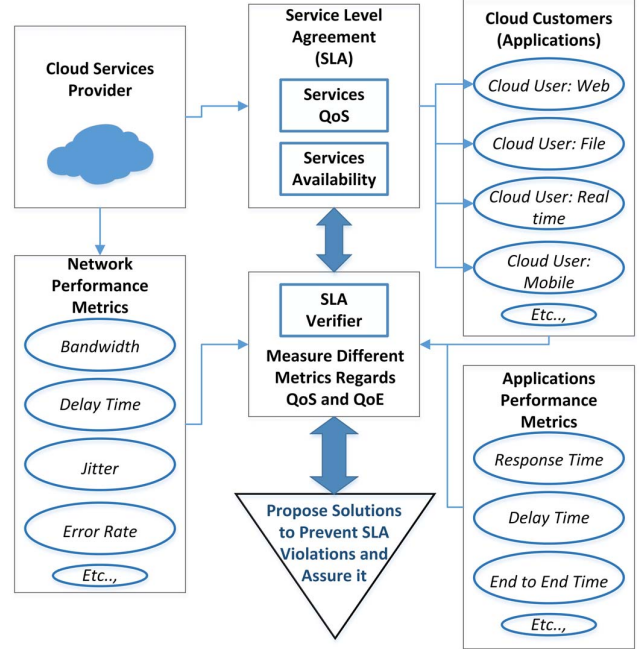 Cloud Services
Provider
Service Level
Agreement
(SLA)
Services
QoS
Services
Availability
Cloud Customers
(Applications)
Cloud User: Web
Cloud User: File
Cloud User: Real
time
Cloud User:
Mobile
Etc..,
Network
Performance
Metrics
Bandwidth
Delay Time
Jitter
Error Rate
Etc..,
SLA
Verifier
Measure Different
Metrics Regards
QoS and QoE
Propose Solutions
to Prevent SLA
Violations and
Assure it
Applications
Performance
Metrics
Response Time
Delay Time
End to End Time
Etc..,